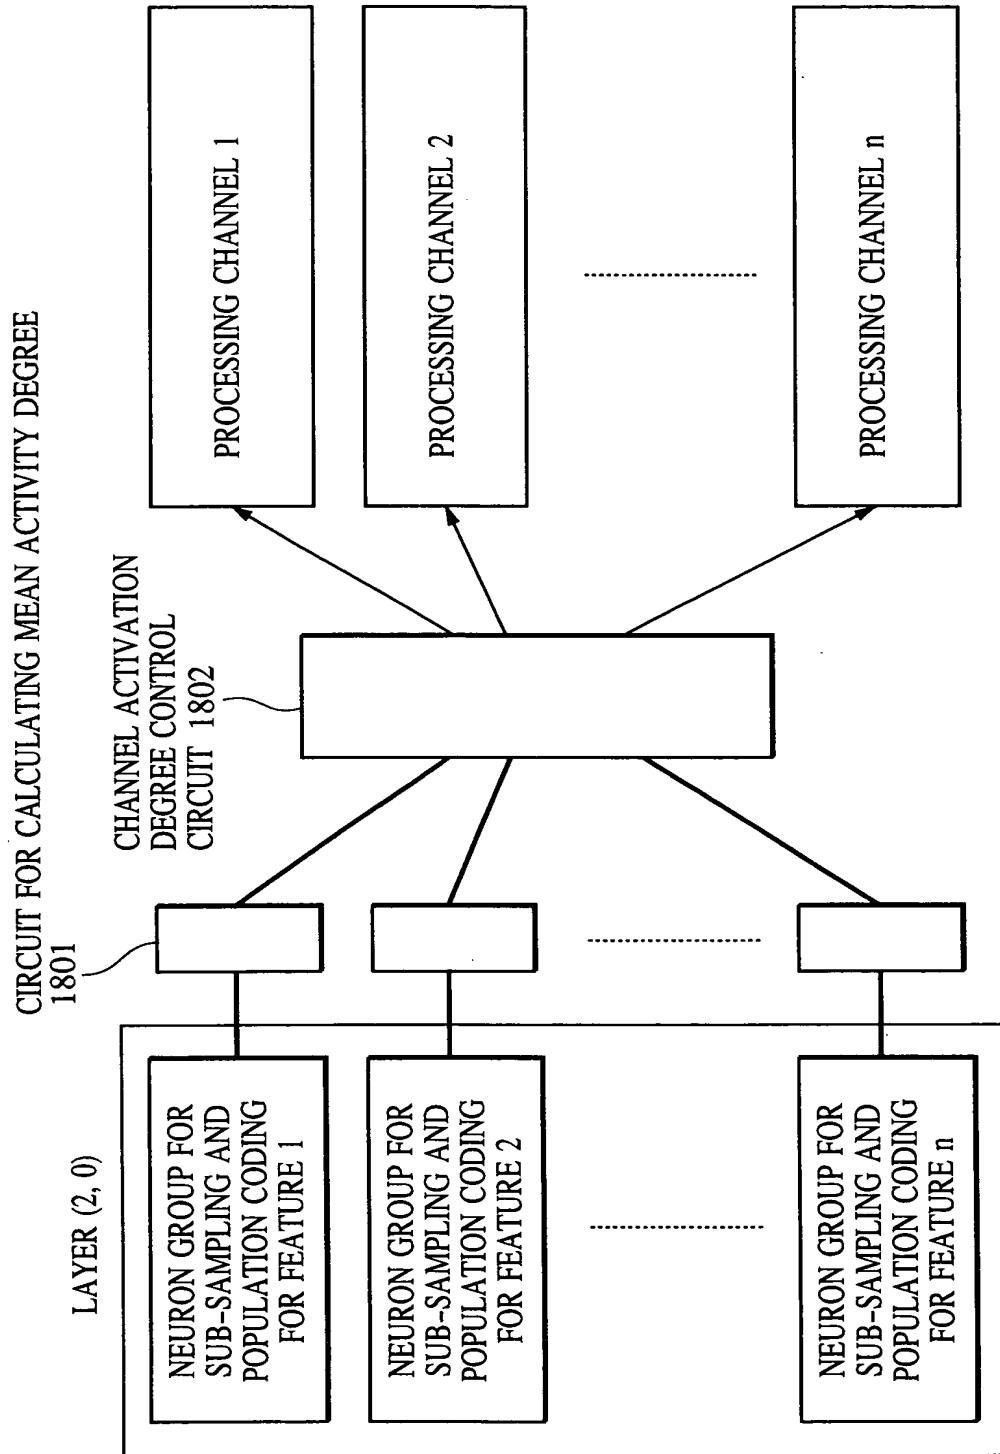 CIRCUIT FOR CALCULATING MEAN ACTIVITY DEGREE
1801
LAYER (2, 0)
CHANNEL ACTIVATION
DEGREE CONTROL
CIRCUIT 1802
NEURON GROUP FOR
SUB-SAMPLING AND
POPULATION CODING
FOR FEATURE 1
PROCESSING CHANNEL 1
NEURON GROUP FOR
SUB-SAMPLING AND
POPULATION CODING
FOR FEATURE 2
PROCESSING CHANNEL 2
NEURON GROUP FOR
SUB-SAMPLING AND
POPULATION CODING
FOR FEATURE n
PROCESSING CHANNEL n